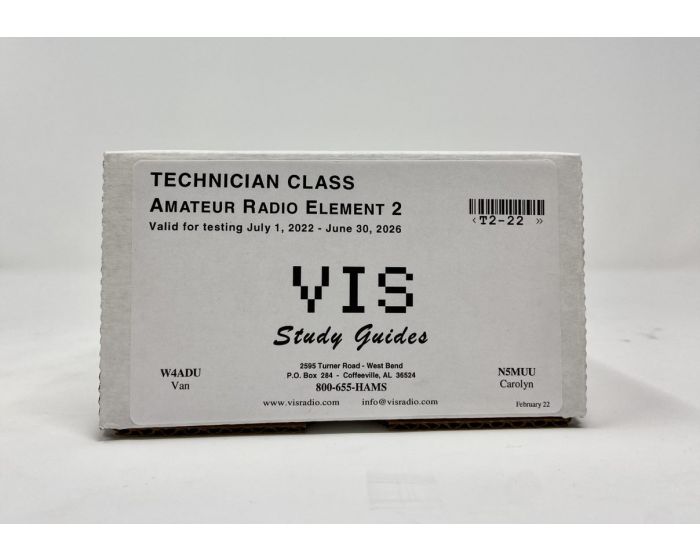 TECHNICIAN CLASS
AMATEUR RADIO ELEMENT 2
Valid for testing July 1, 2022 - June 30, 2026
‹T2-22 »
VIS
Study Guides
2595 Turner Road - West Bend
P.O. Box 284 - Coffeeville, AL 36524
800-655-HAMS
www.visradio.com info@visradio.com
W4ADU
Van
N5MUU
Carolyn
February 22